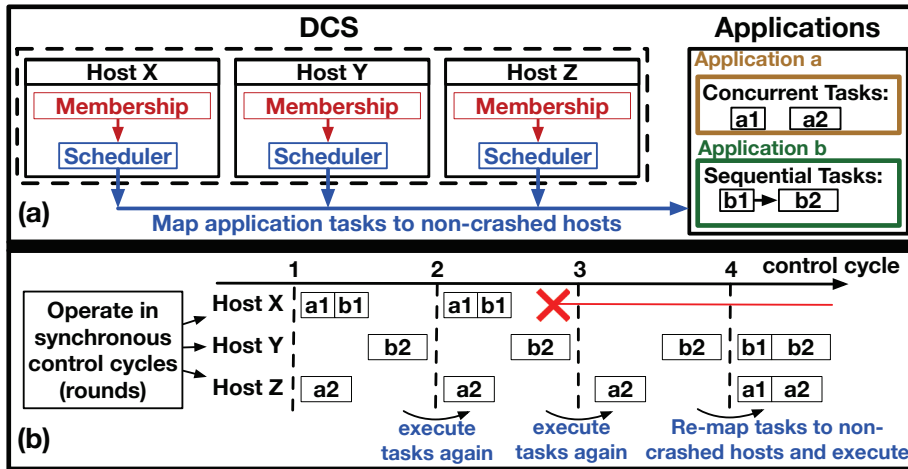 DCS
Applications
Host X
Host Y
Host Z
Membership
Membership
Membership
Scheduler
Scheduler
Scheduler
Application a
Concurrent Tasks:
a1 a2
Application b
Sequential Tasks:
b1 b2
(a)
Map application tasks to non-crashed hosts
1 2 3 4 control cycle
Operate in
synchronous
control cycles
(rounds)
Host X a1 b1 a1 b1
Host Y b2 b2 b2 b1 b2
Host Z a2 a2 a2 a1 a2
execute
tasks again
execute
tasks again
Re-map tasks to non-
crashed hosts and execute
(b)